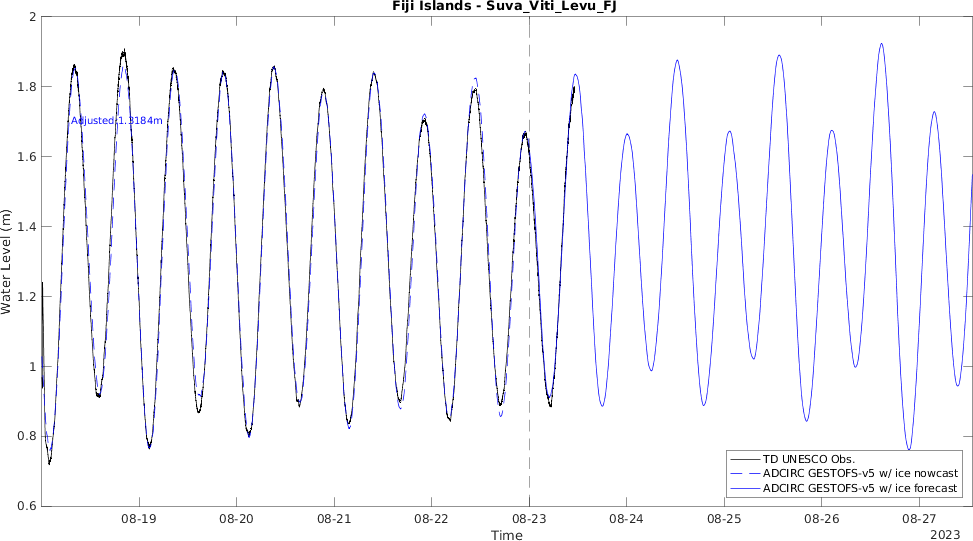 Fiji Islands - Suva_Viti_Levu_FJ
2
1.8
1.6
1.4
1.2
1
0.8
0.6
Water Level (m)
Adjusted:1.3184m
TD UNESCO Obs.
ADCIRC GESTOFS-v5 w/ ice nowcast
ADCIRC GESTOFS-v5 w/ ice forecast
08-19 08-20 08-21 08-22 08-23 08-24 08-25 08-26 08-27
Time
2023